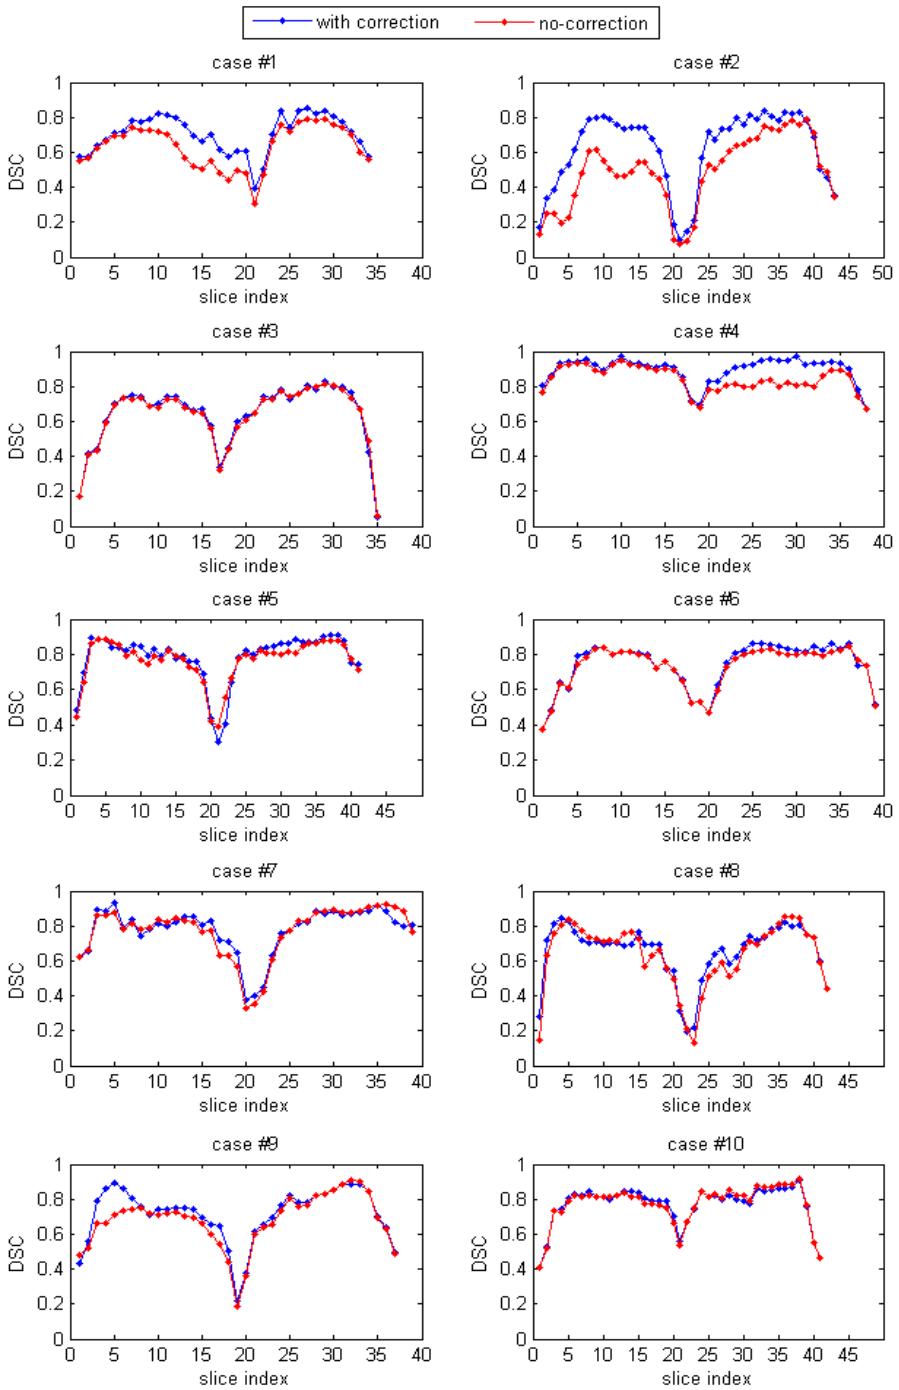 with correction no-correction
case #1 case #2
1 1
0.8 0.8
0.6 0.6
DSC DSC
0.4 0.4
0.2 0.2
0 0
0 5 10 15 20 25 30 35 40 0 5 10 15 20 25 30 35 40 45 50
slice index slice index
case #3 case #4
1 1
0.8 0.8
0.6 0.6
DSC DSC
0.4 0.4
0.2 0.2
0 0
0 5 10 15 20 25 30 35 40 0 5 10 15 20 25 30 35 40
slice index slice index
case #5 case #6
1 1
0.8 0.8
0.6 0.6
DSC DSC
0.4 0.4
0.2 0.2
0 0
0 5 10 15 20 25 30 35 40 45 0 5 10 15 20 25 30 35 40
slice index slice index
case #7 case #8
1 1
0.8 0.8
0.6 0.6
DSC DSC
0.4 0.4
0.2 0.2
0 0
0 5 10 15 20 25 30 35 40 0 5 10 15 20 25 30 35 40 45
slice index slice index
case #9 case #10
1 1
0.8 0.8
0.6 0.6
DSC DSC
0.4 0.4
0.2 0.2
0 0
0 5 10 15 20 25 30 35 40 0 5 10 15 20 25 30 35 40 45
slice index slice index